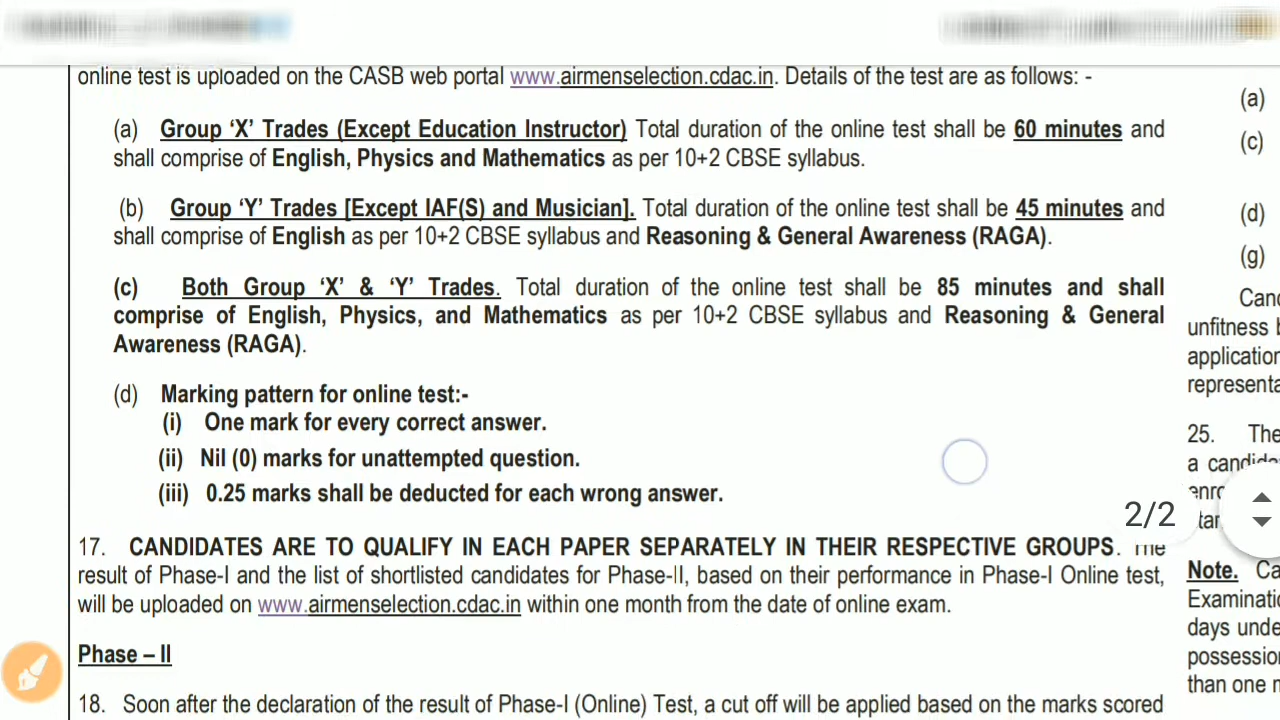 online test is uploaded on the CASB web portal www.airmenselection.cdac.in. Details of the test are as follows: -
(a) Group ‘X’ Trades (Except Education Instructor) Total duration of the online test shall be 60 minutes and
shall comprise of English, Physics and Mathematics as per 10+2 CBSE syllabus.
(b) Group ‘Y’ Trades [Except IAF(S) and Musician]. Total duration of the online test shall be 45 minutes and
shall comprise of English as per 10+2 CBSE syllabus and Reasoning & General Awareness (RAGA).
(c) Both Group ‘X’ & ‘Y’ Trades. Total duration of the online test shall be 85 minutes and shall
comprise of English, Physics, and Mathematics as per 10+2 CBSE syllabus and Reasoning & General
Awareness (RAGA).
(d) Marking pattern for online test:-
(i) One mark for every correct answer.
(ii) Nil (0) marks for unattempted question.
(iii) 0.25 marks shall be deducted for each wrong answer.
17. CANDIDATES ARE TO QUALIFY IN EACH PAPER SEPARATELY IN THEIR RESPECTIVE GROUPS. The
result of Phase-I and the list of shortlisted candidates for Phase-II, based on their performance in Phase-I Online test,
will be uploaded on www.airmenselection.cdac.in within one month from the date of online exam.
Phase – II
18. Soon after the declaration of the result of Phase-I (Online) Test, a cut off will be applied based on the marks scored
(a)
(c)
(d)
(g)
unfitness
25. The
a
2/2
Note.
days